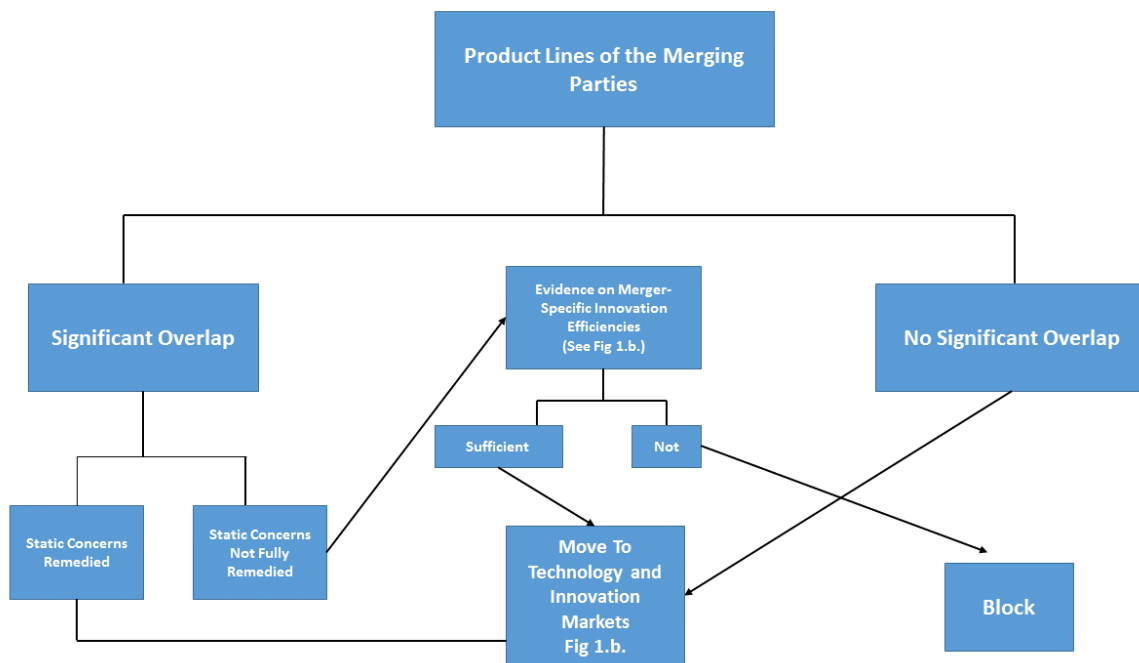 Product Lines of the Merging
Parties
Significant Overlap
Evidence on Merger-
Specific Innovation
Efficiencies
(See Fig 1.b.)
No Significant Overlap
Sufficient
Not
Static Concerns
Remedied
Static Concerns
Not Fully
Remedied
Move To
Technology and
Innovation
Markets
Fig 1.b.
Block